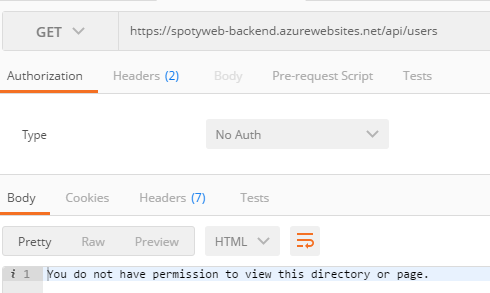 GET https://spotyweb-backend.azurewebsites.net/api/users
Authorization Headers (2) Body Pre-request Script Tests
Type No Auth
Body Cookies Headers (7) Tests
Pretty Raw Preview HTML
i 1 You do not have permission to view this directory or page.